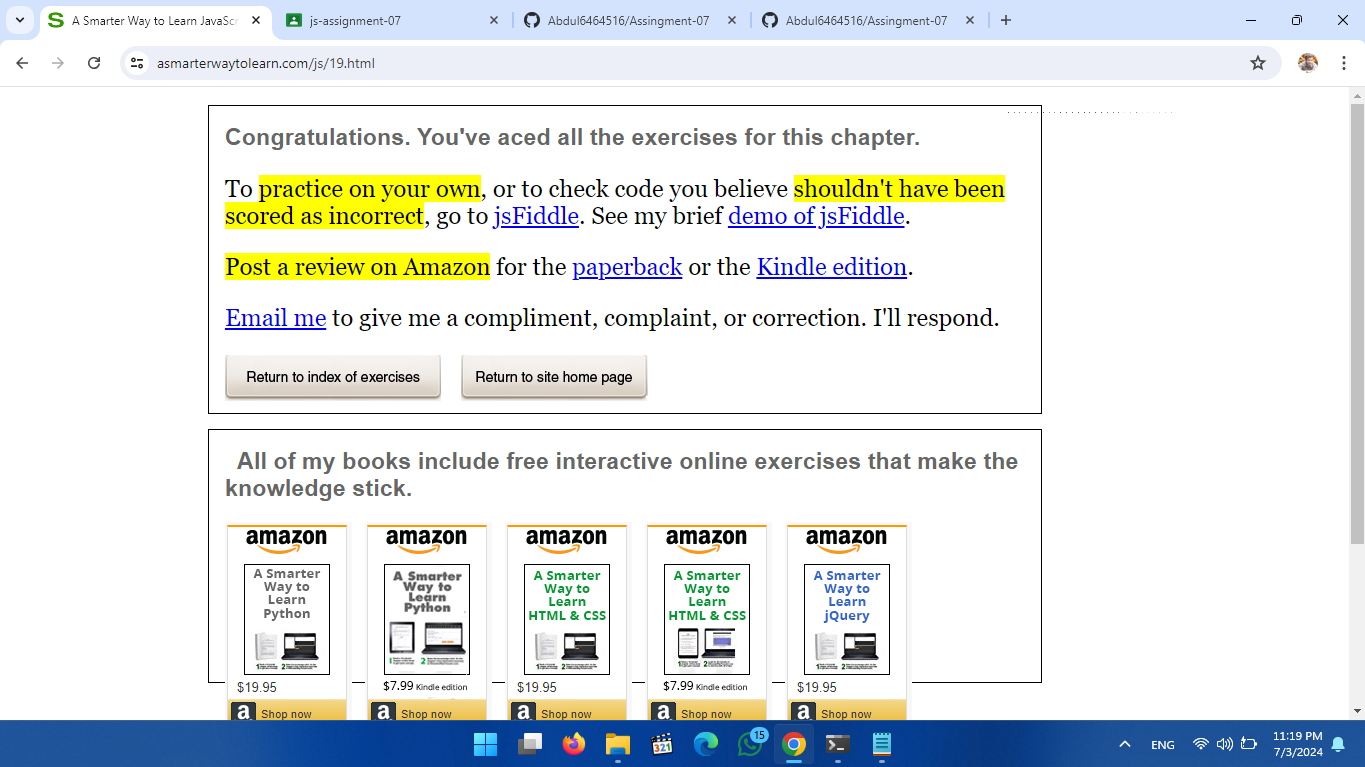 A Smarter Way to Learn JavaScr
js-assignment-07
Abdul6464516/Assingment-07
Abdul6464516/Assingment-07
asmarterwaytolearn.com/js/19.html
Congratulations. You've aced all the exercises for this chapter.
To practice on your own, or to check code you believe shouldn't have been
scored as incorrect, go to jsFiddle. See my brief demo of jsFiddle.
Post a review on Amazon for the paperback or the Kindle edition.
Email me to give me a compliment, complaint, or correction. I'll respond.
Return to index of exercises
Return to site home page
All of my books include free interactive online exercises that make the
knowledge stick.
amazon
A Smarter
Way to
Learn
Python
$19.95
a Shop now
amazon
A Smarter
Way to
Learn
Python
$7.99 Kindle edition
a Shop now
amazon
A Smarter
Way to
Learn
HTML & CSS
$19.95
a Shop now
amazon
A Smarter
Way to
Learn
HTML & CSS
$7.99 Kindle edition
a Shop now
amazon
A Smarter
Way to
Learn
jQuery
$19.95
a Shop now
321
15
ENG
11:19 PM
7/3/2024